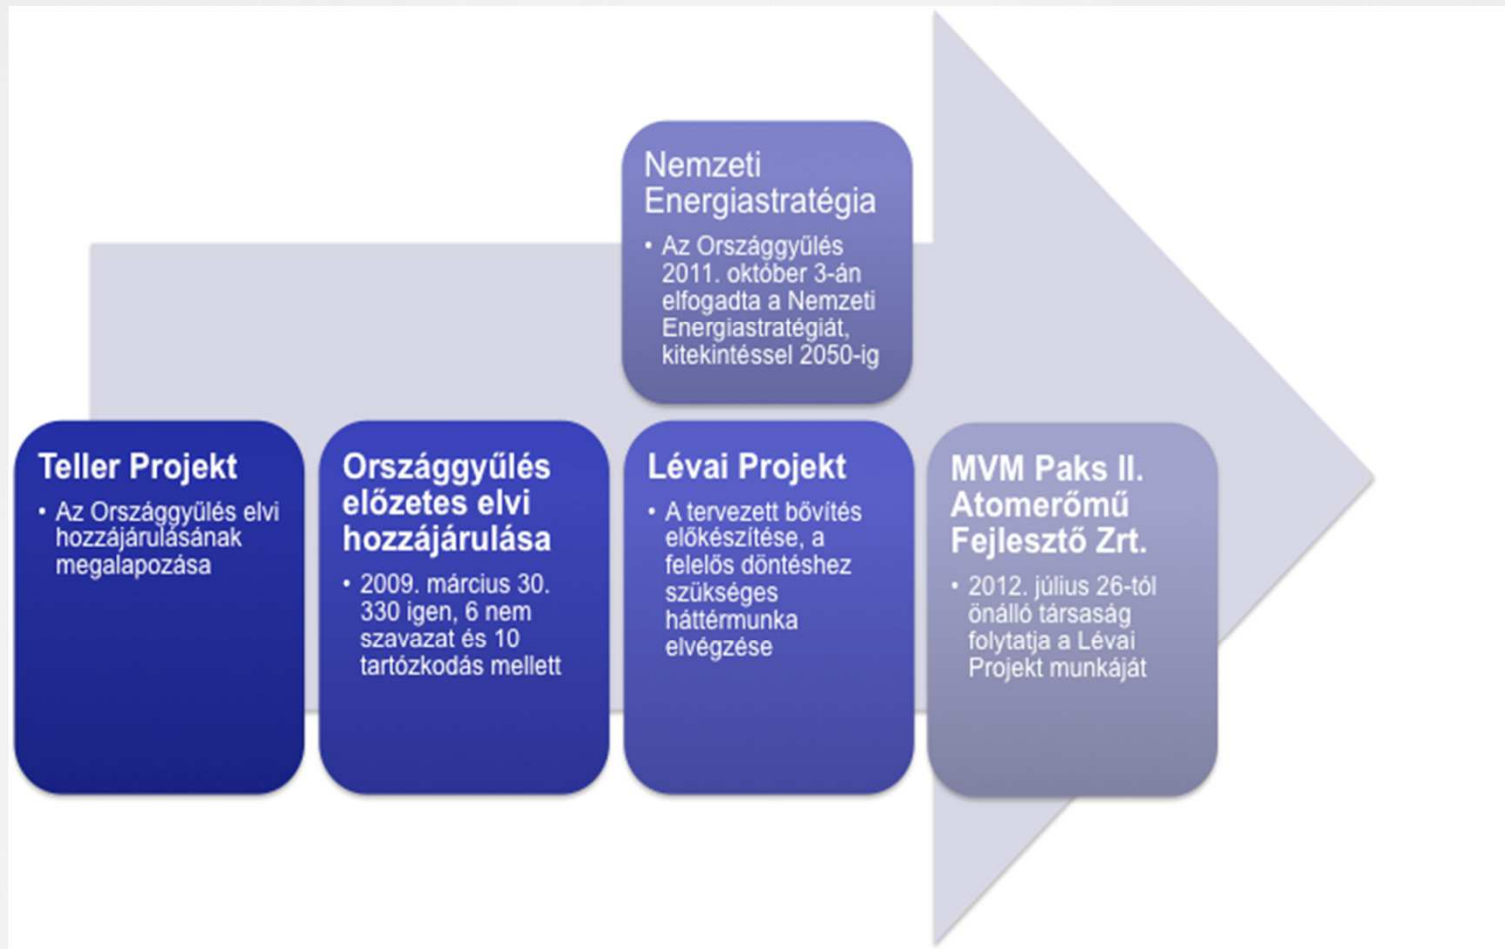 Nemzeti
Energiastratégia
• Az Országgyűlés
2011. október 3-án
elfogadta a Nemzeti
Energiastratégiát,
kitekintéssel 2050-ig
Teller Projekt
• Az Országgyűlés elvi
hozzájárulásának
megalapozása
Országgyűlés
előzetes elvi
hozzájárulása
• 2009. március 30.
330 igen, 6 nem
szavazat és 10
tartózkodás mellett
Lévai Projekt
• A tervezett bővítés
előkészítése, a
felelős döntéshez
szükséges
háttérmunka
elvégzése
MVM Paks II.
Atomerőmű
Fejlesztő Zrt.
• 2012. július 26-tól
önálló társaság
folytatja a Lévai
Projekt munkáját